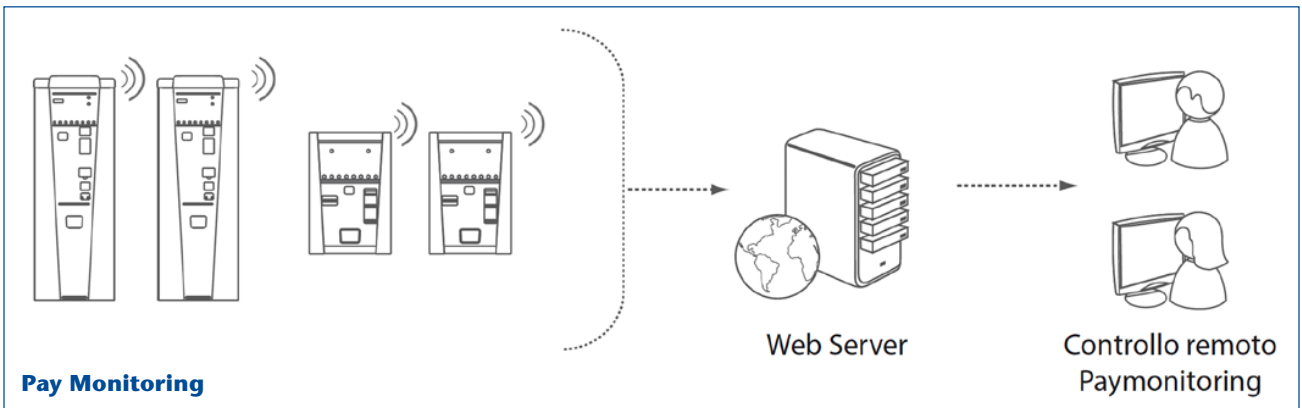 Web Server
Controllo remoto
Paymonitoring
Pay Monitoring